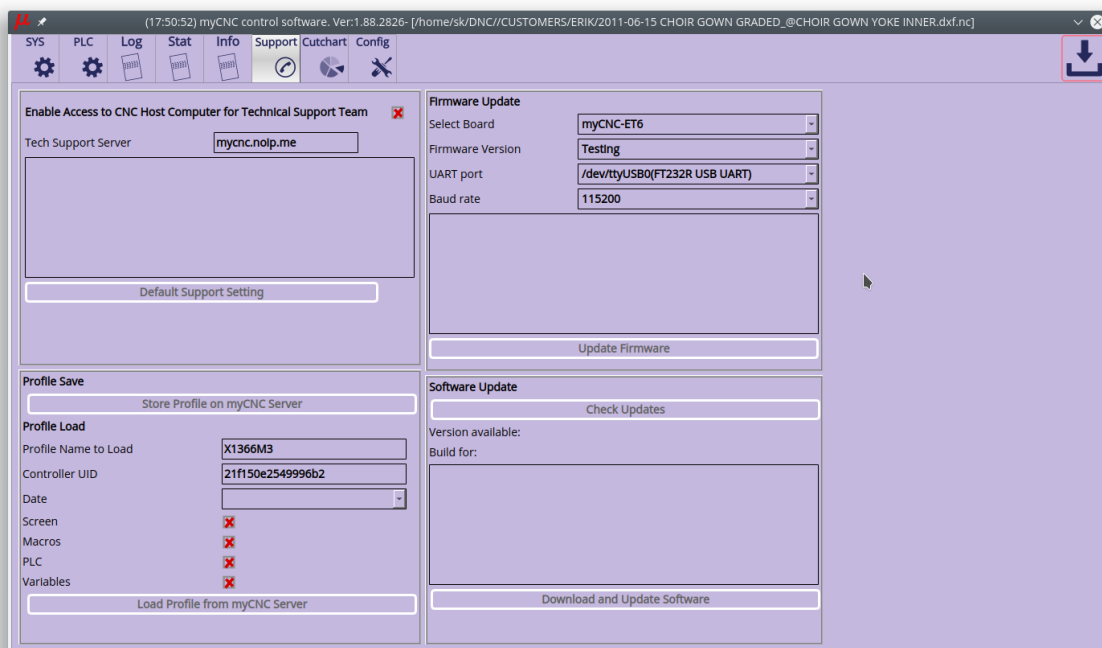 (17:50:52) myCNC control software. Ver:1.88.2826- [/home/sk/DNC//CUSTOMERS/ERIK/2011-06-15 CHOIR GOWN GRADED_@CHOIR GOWN YOKE INNER.dxf.nc]
SYS PLC Log Stat Info Support Cutchart Config
Enable Access to CNC Host Computer for Technical Support Team
Tech Support Server mycnc.noip.me
Default Support Setting
Firmware Update
Select Board myCNC-ET6
Firmware Version Testing
UART port /dev/ttyUSB0(FT232R USB UART)
Baud rate 115200
Update Firmware
Profile Save
Store Profile on myCNC Server
Profile Load
Profile Name to Load X1366M3
Controller UID 21f150e2549996b2
Date
Screen
Macros
PLC
Variables
Load Profile from myCNC Server
Software Update
Check Updates
Version available:
Build for:
Download and Update Software